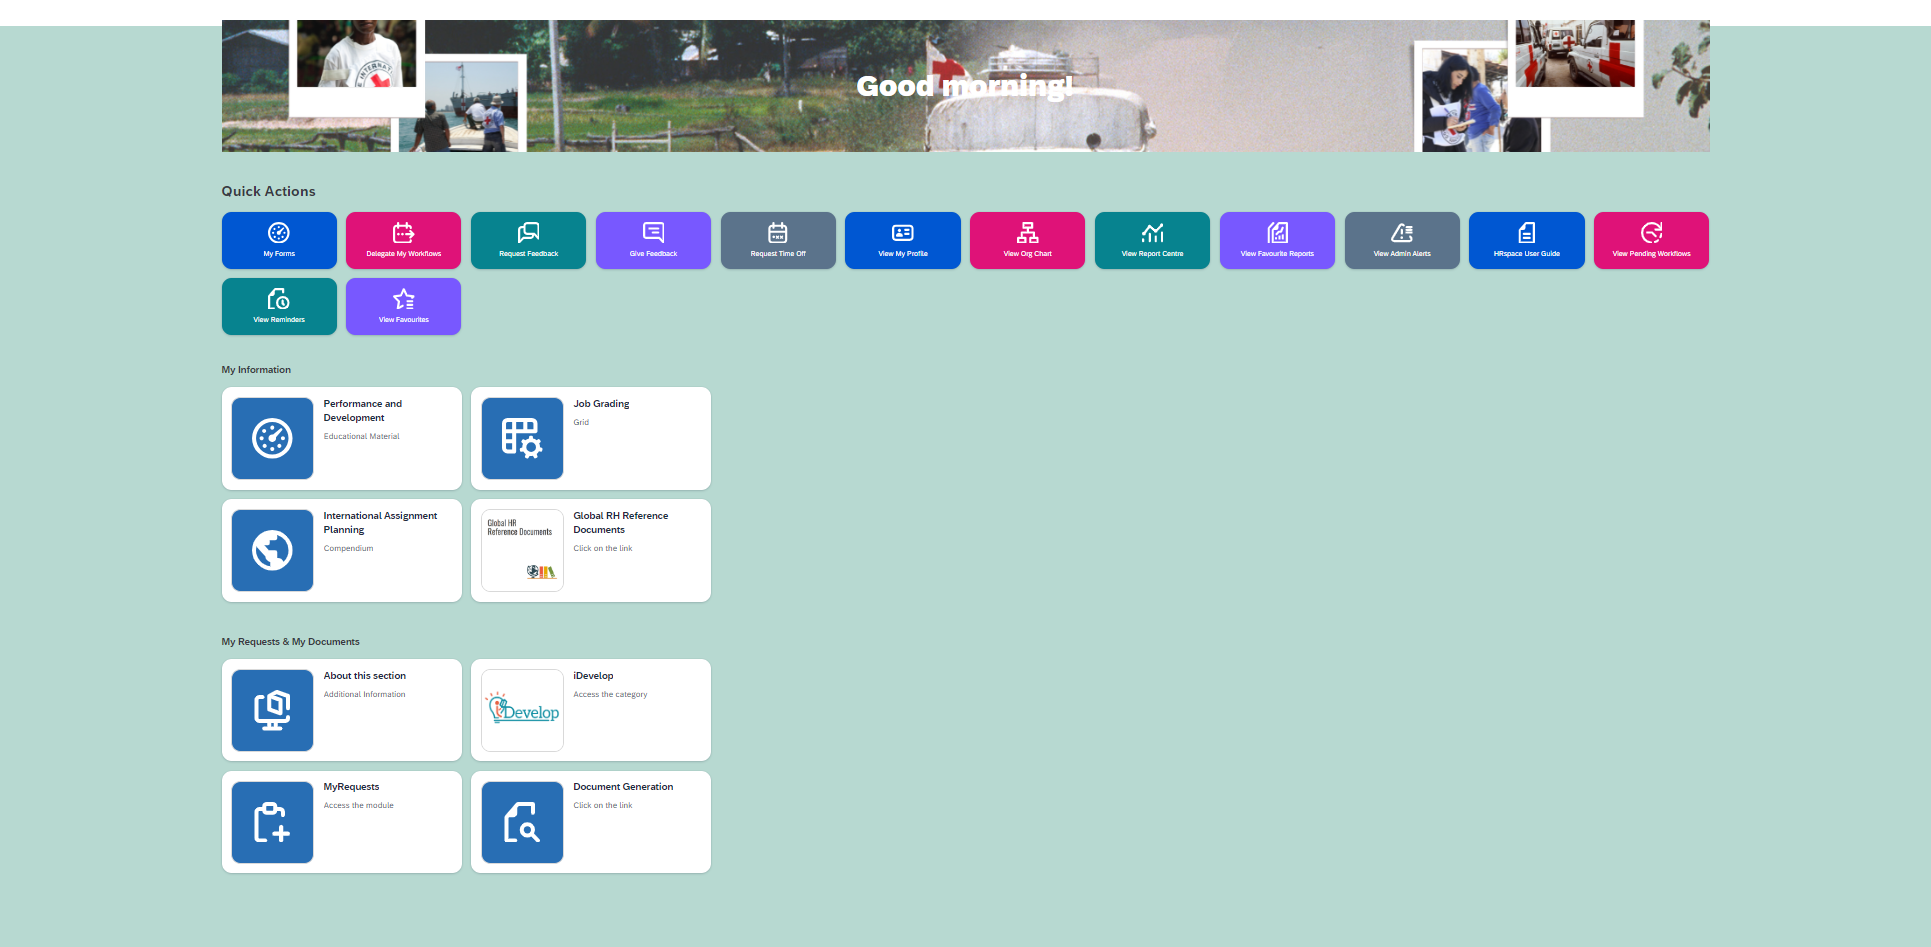 INTERNAT
Good morning!
Quick Actions
My Forms
Delegate My Workflows
Request Feedback
Give Feedback
Request Time Off
View My Profile
View Org Chart
View Report Centre
View Favourite Reports
View Admin Alerts
HRspace User Guide
View Pending Workflows
View Reminders
View Favourites
My Information
Performance and
Development
Educational Material
Job Grading
Grid
International Assignment
Planning
Compendium
Global HR
Reference Documents
Global RH Reference
Documents
Click on the link
My Requests & My Documents
About this section
Additional Information
iDevelop
iDevelop
Access the category
MyRequests
Access the module
Document Generation
Click on the link